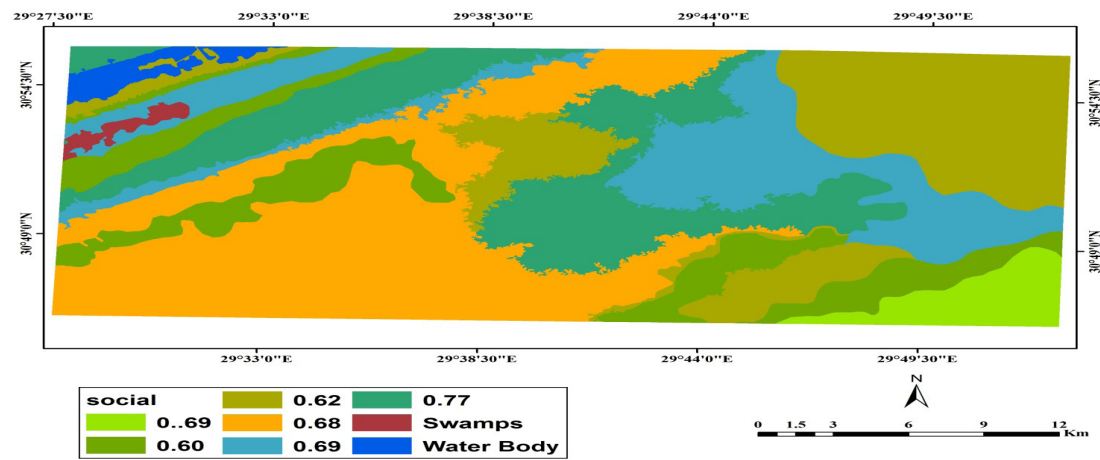 29°27'30"E 29°33'0"E 29°38'30"E 29°44'0"E 29°49'30"E
30°54'30"N 30°54'30"N
30°49'0"N 30°49'0"N
29°33'0"E 29°38'30"E 29°44'0"E 29°49'30"E
social 0.62 0.77
0..69 0.68 Swamps
0.60 0.69 Water Body
N
0 1.5 3 6 9 12
Km